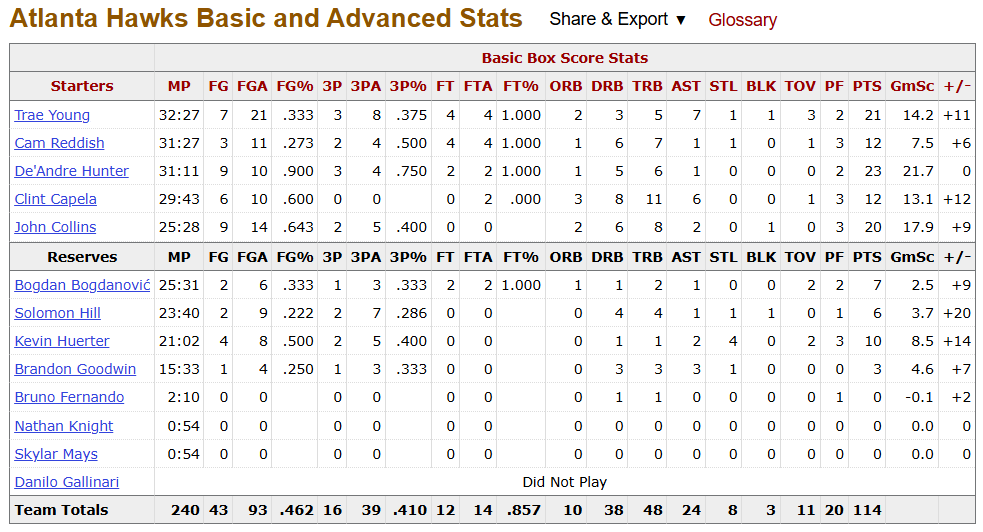 Atlanta Hawks Basic and Advanced Stats Share & Export ▼ Glossary
Basic Box Score Stats
Starters MP FG FGA FG% 3P 3PA 3P% FT FTA FT% ORB DRB TRB AST STL BLK TOV PF PTS GmSc +/-
Trae Young 32:27 7 21 .333 3 8 .375 4 4 1.000 2 3 5 7 1 1 3 2 21 14.2 +11
Cam Reddish 31:27 3 11 .273 2 4 .500 4 4 1.000 1 6 7 1 1 0 1 3 12 7.5 +6
De'Andre Hunter 31:11 9 10 .900 3 4 .750 2 2 1.000 1 5 6 1 0 0 0 2 23 21.7 0
Clint Capela 29:43 6 10 .600 0 0 0 2 .000 3 8 11 6 0 0 1 3 12 13.1 +12
John Collins 25:28 9 14 .643 2 5 .400 0 0 2 6 8 2 0 1 0 3 20 17.9 +9
Reserves MP FG FGA FG% 3P 3PA 3P% FT FTA FT% ORB DRB TRB AST STL BLK TOV PF PTS GmSc +/-
Bogdan Bogdanović 25:31 2 6 .333 1 3 .333 2 2 1.000 1 1 2 1 0 0 2 2 7 2.5 +9
Solomon Hill 23:40 2 9 .222 2 7 .286 0 0 0 4 4 1 1 1 0 1 6 3.7 +20
Kevin Huerter 21:02 4 8 .500 2 5 .400 0 0 0 1 1 2 4 0 2 3 10 8.5 +14
Brandon Goodwin 15:33 1 4 .250 1 3 .333 0 0 0 3 3 3 1 0 0 0 3 4.6 +7
Bruno Fernando 2:10 0 0 0 0 0 0 0 1 1 0 0 0 0 1 0 -0.1 +2
Nathan Knight 0:54 0 0 0 0 0 0 0 0 0 0 0 0 0 0 0 0.0 0
Skylar Mays 0:54 0 0 0 0 0 0 0 0 0 0 0 0 0 0 0 0.0 0
Danilo Gallinari Did Not Play
Team Totals 240 43 93 .462 16 39 .410 12 14 .857 10 38 48 24 8 3 11 20 114